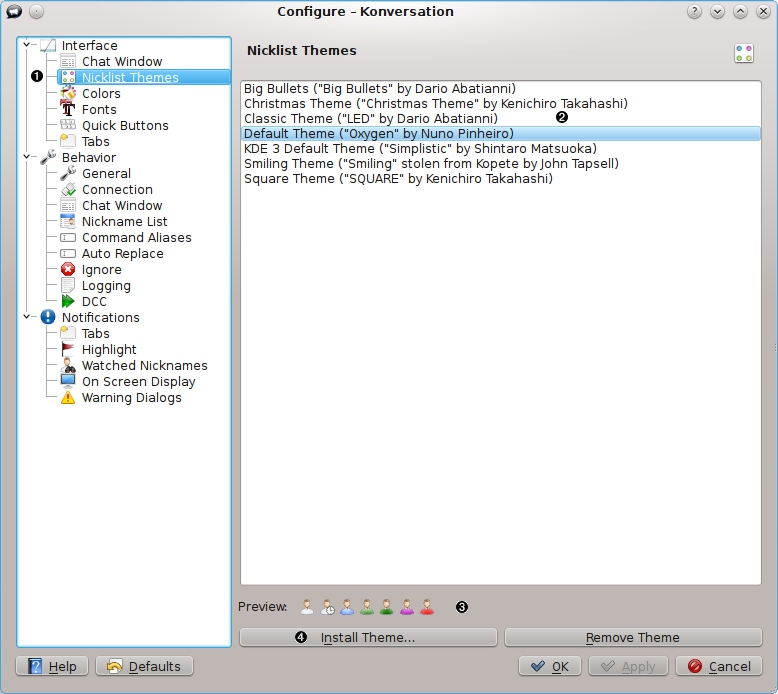 Configure – Konversation
Interface
Chat Window
1 Nicklist Themes
Colors
Fonts
Quick Buttons
Tabs
Behavior
General
Connection
Chat Window
Nickname List
Command Aliases
Auto Replace
Ignore
Logging
DCC
Notifications
Tabs
Highlight
Watched Nicknames
On Screen Display
Warning Dialogs
Nicklist Themes
Big Bullets ("Big Bullets" by Dario Abatianni)
Christmas Theme ("Christmas Theme" by Kenichiro Takahashi)
Classic Theme ("LED" by Dario Abatianni) 2
Default Theme ("Oxygen" by Nuno Pinheiro)
KDE 3 Default Theme ("Simplistic" by Shintaro Matsuoka)
Smiling Theme ("Smiling" stolen from Kopete by John Tapsell)
Square Theme ("SQUARE" by Kenichiro Takahashi)
Preview: 3
4 Install Theme... Remove Theme
? Help Defaults OK Apply Cancel